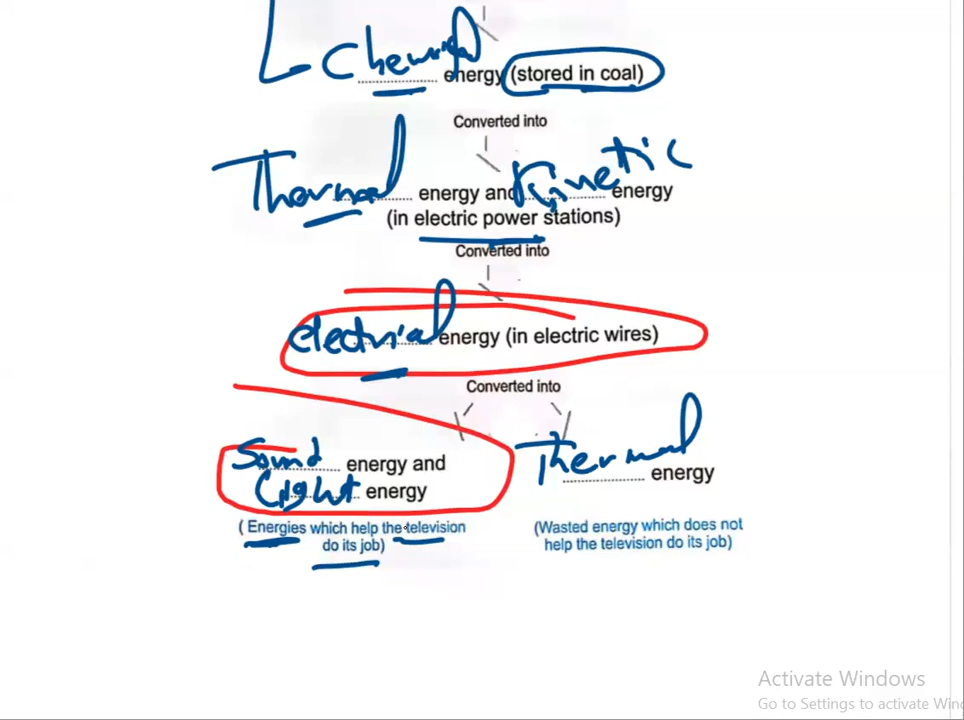 Chemical energy (stored in coal)
Converted into
Thermal energy and Kinetic energy
(in electric power stations)
Converted into
electrical energy (in electric wires)
Converted into
Sound energy and
Light energy
Thermal energy
(Energies which help the television
do its job)
(Wasted energy which does not
help the television do its job)
Activate Windows
Go to Settings to activate Win